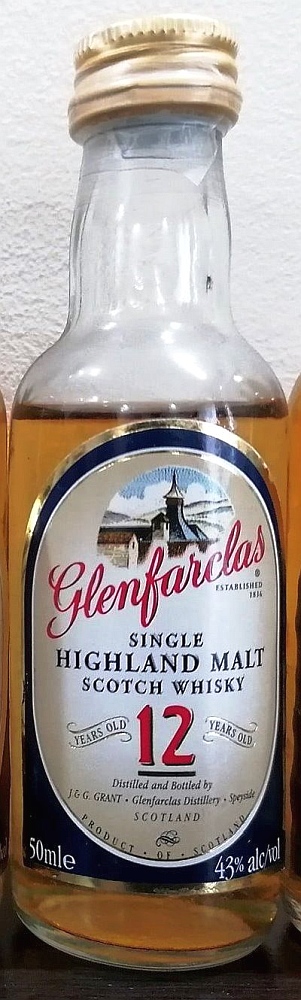 Glenfarclas
®
ESTABLISHED
1836
SINGLE
HIGHLAND MALT
SCOTCH WHISKY
YEARS OLD 12 YEARS OLD
Distilled and Bottled by
J. & G. GRANT • Glenfarclas Distillery • Speyside
SCOTLAND
PRODUCT • OF • SCOTLAND
50mle 43% alc/vol